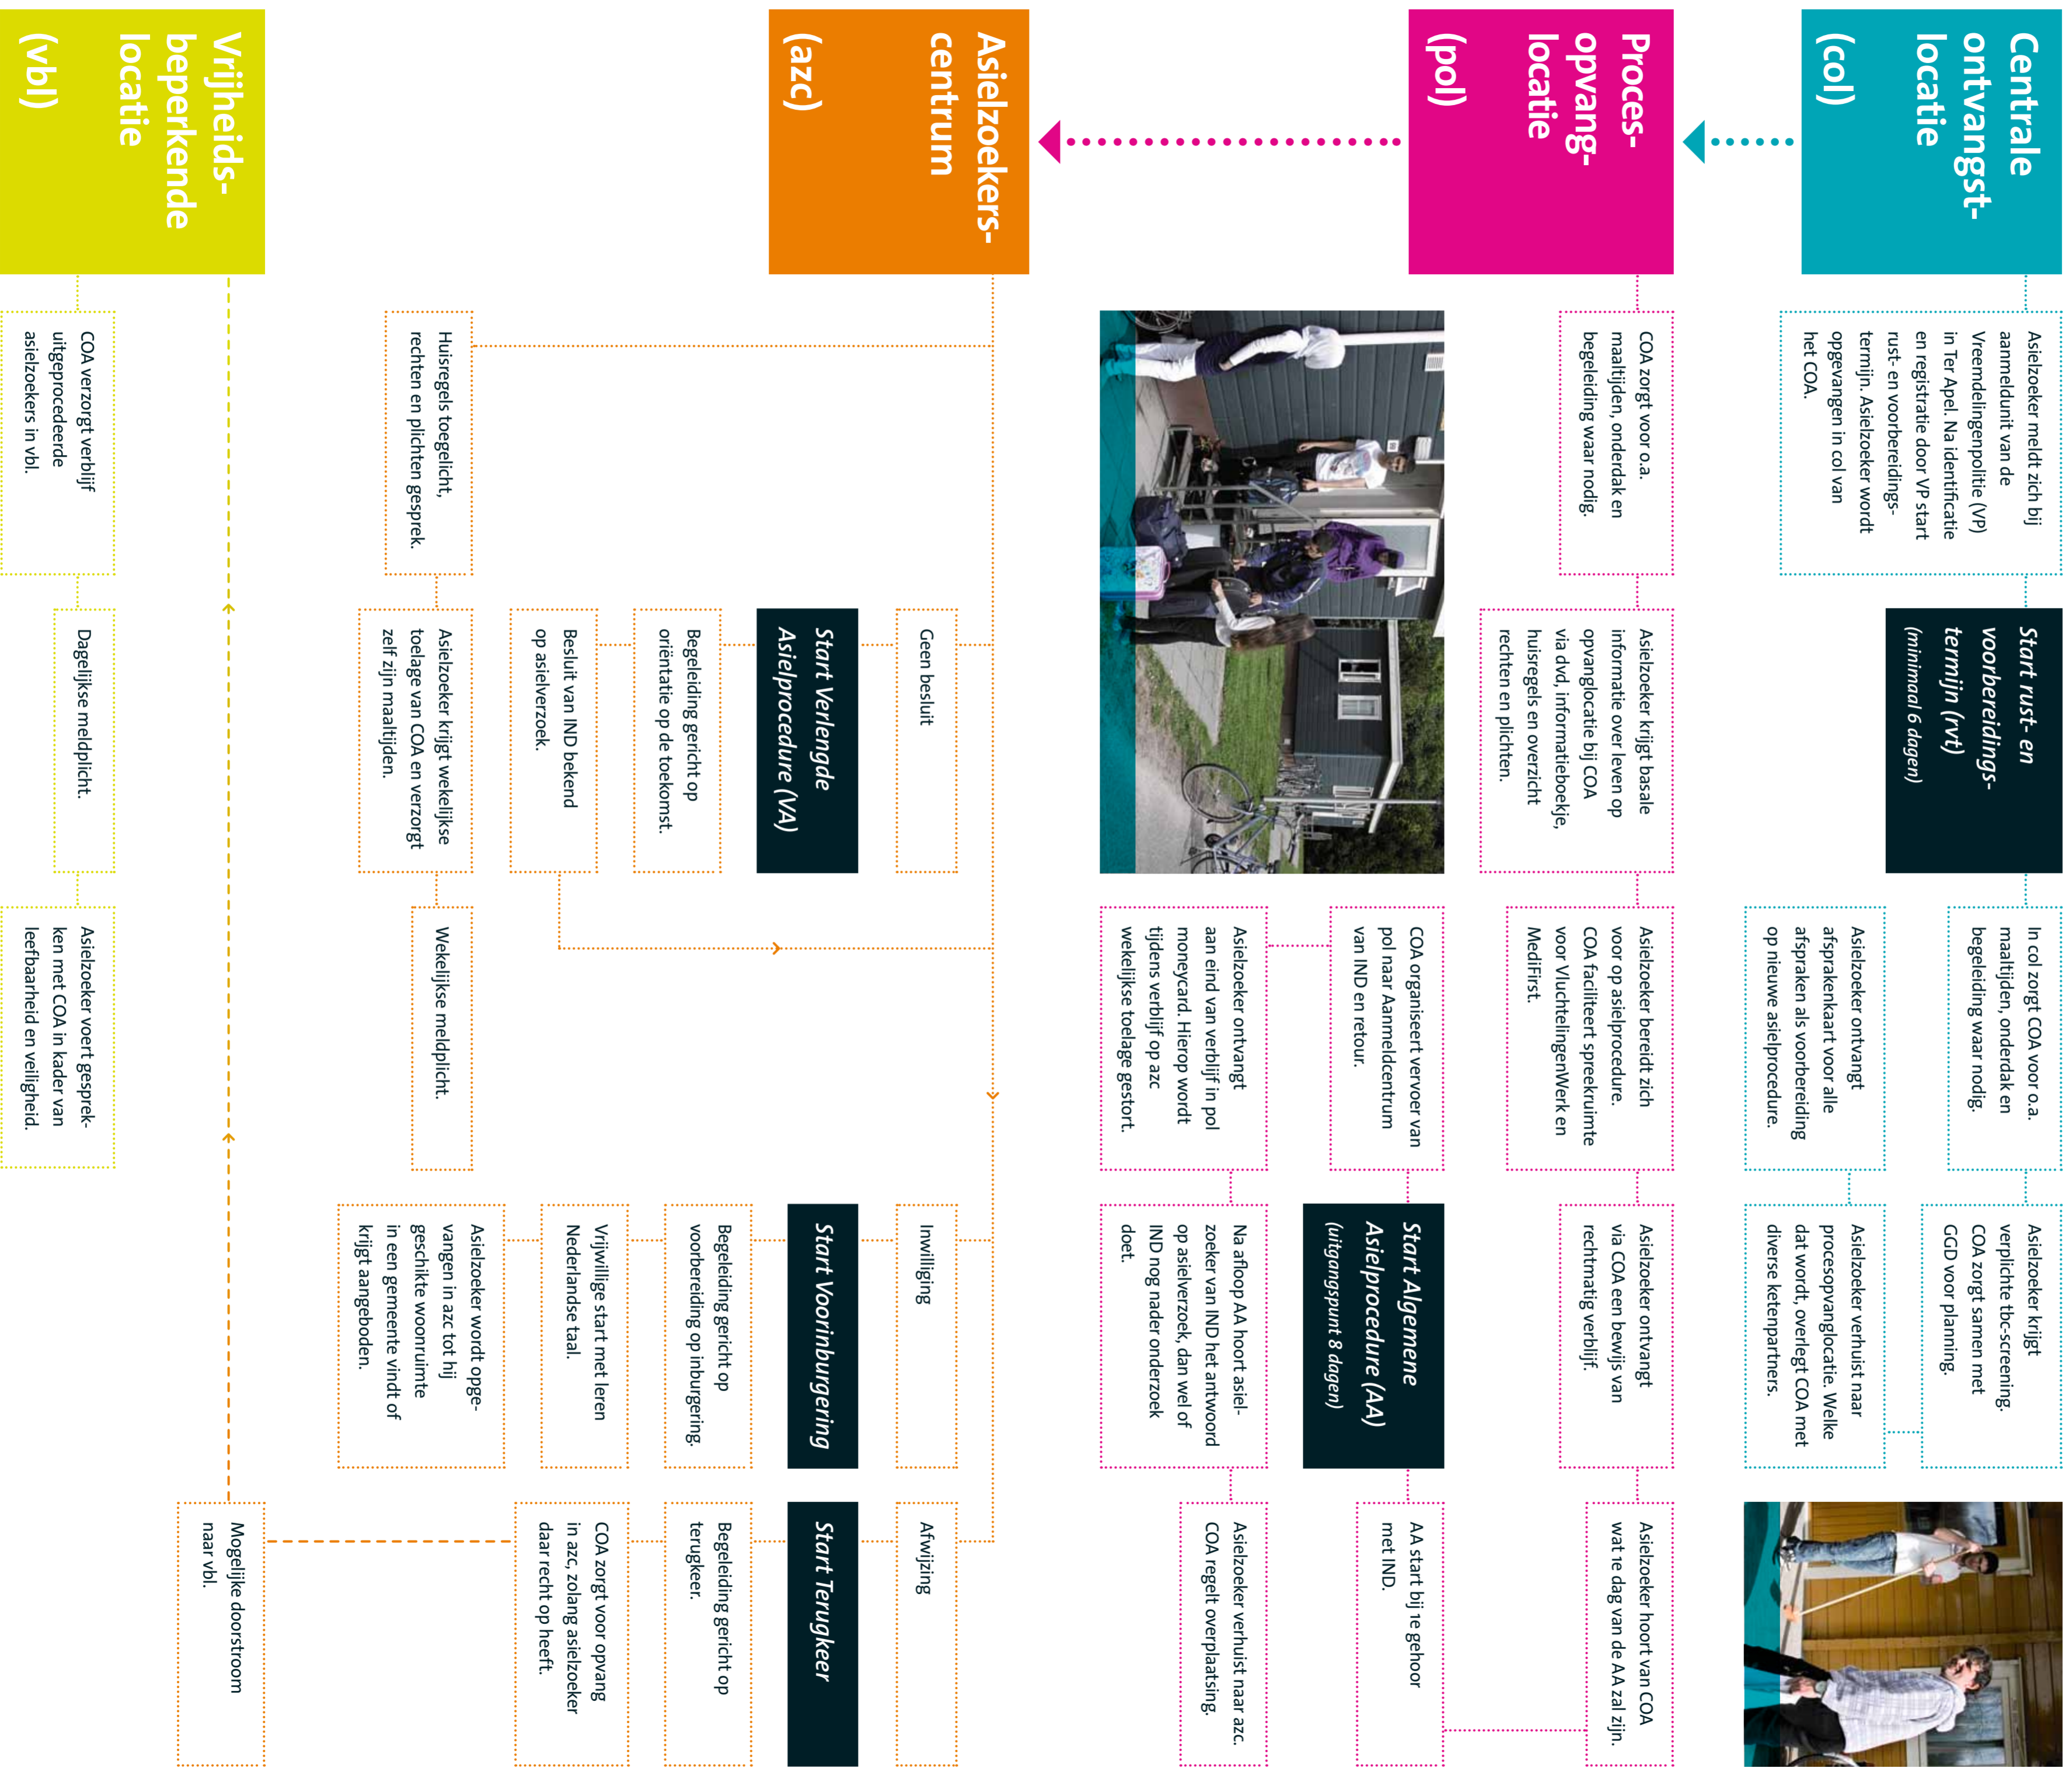 Centrale
ontvangst-
locatie
(col)
Asielzoeker meldt zich bij
aanmeldunit van de
Vreemdelingenpolitie (VP)
in Ter Apel. Na identificatie
en registratie door VP start
rust- en voorbereidings-
termijn. Asielzoeker wordt
opgevangen in col van
het COA.
Start rust- en
voorbereidings-
termijn (rvt)
(minimaal 6 dagen)
In col zorgt COA voor o.a.
maaltijden, onderdak en
begeleiding waar nodig.
Asielzoeker krijgt
verplichte tbc-screening.
COA zorgt samen met
GGD voor planning.
Asielzoeker ontvangt
afsprakenkaart voor alle
afspraken als voorbereiding
op nieuwe asielprocedure.
Asielzoeker verhuist naar
procesopvanglocatie. Welke
dat wordt, overlegt COA met
diverse ketenpartners.
Proces-
opvang-
locatie
(pol)
COA zorgt voor o.a.
maaltijden, onderdak en
begeleiding waar nodig.
Asielzoeker krijgt basale
informatie over leven op
opvanglocatie bij COA
via dvd, informatieboekje,
huisregels en overzicht
rechten en plichten.
Asielzoeker bereidt zich
voor op asielprocedure.
COA faciliteert spreekruimte
voor VluchtelingenWerk en
MediFirst.
Asielzoeker ontvangt
via COA een bewijs van
rechtmatig verblijf.
Asielzoeker hoort van COA
wat 1e dag van de AA zal zijn.
COA organiseert vervoer van
pol naar Aanmeldcentrum
van IND en retour.
Start Algemene
Asielprocedure (AA)
(uitgangspunt 8 dagen)
AA start bij 1e gehoor
met IND.
Asielzoeker ontvangt
aan eind van verblijf in pol
moneycard. Hierop wordt
tijdens verblijf op azc
wekelijkse toelage gestort.
Na afloop AA hoort asiel-
zoeker van IND het antwoord
op asielverzoek, dan wel of
IND nog nader onderzoek
doet.
Asielzoeker verhuist naar azc.
COA regelt overplaatsing.
Asielzoekers-
centrum
(azc)
Geen besluit
Start Verlengde
Asielprocedure (VA)
Begeleiding gericht op
oriëntatie op de toekomst.
Besluit van IND bekend
op asielverzoek.
Inwilliging
Start Voorinburgering
Begeleiding gericht op
voorbereiding op inburgering.
Vrijwillige start met leren
Nederlandse taal.
Asielzoeker wordt opge-
vangen in azc tot hij
geschikte woonruimte
in een gemeente vindt of
krijgt aangeboden.
Afwijzing
Start Terugkeer
Begeleiding gericht op
terugkeer.
COA zorgt voor opvang
in azc, zolang asielzoeker
daar recht op heeft.
Mogelijke doorstroom
naar vbl.
Huisregels toegelicht,
rechten en plichten gesprek.
Asielzoeker krijgt wekelijkse
toelage van COA en verzorgt
zelf zijn maaltijden.
Wekelijkse meldplicht.
Vrijheids-
beperkende
locatie
(vbl)
COA verzorgt verblijf
uitgeprocedeerde
asielzoekers in vbl.
Dagelijkse meldplicht.
Asielzoeker voert gesprek-
ken met COA in kader van
leefbaarheid en veiligheid.